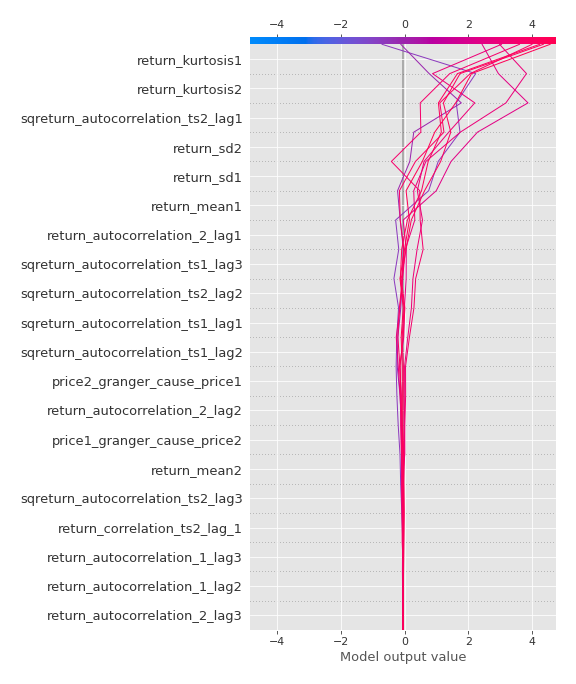 −4 −2 0 2 4
return_kurtosis1
return_kurtosis2
sqreturn_autocorrelation_ts2_lag1
return_sd2
return_sd1
return_mean1
return_autocorrelation_2_lag1
sqreturn_autocorrelation_ts1_lag3
sqreturn_autocorrelation_ts2_lag2
sqreturn_autocorrelation_ts1_lag1
sqreturn_autocorrelation_ts1_lag2
price2_granger_cause_price1
return_autocorrelation_2_lag2
price1_granger_cause_price2
return_mean2
sqreturn_autocorrelation_ts2_lag3
return_correlation_ts2_lag_1
return_autocorrelation_1_lag3
return_autocorrelation_1_lag2
return_autocorrelation_2_lag3
−4 −2 0 2 4
Model output value